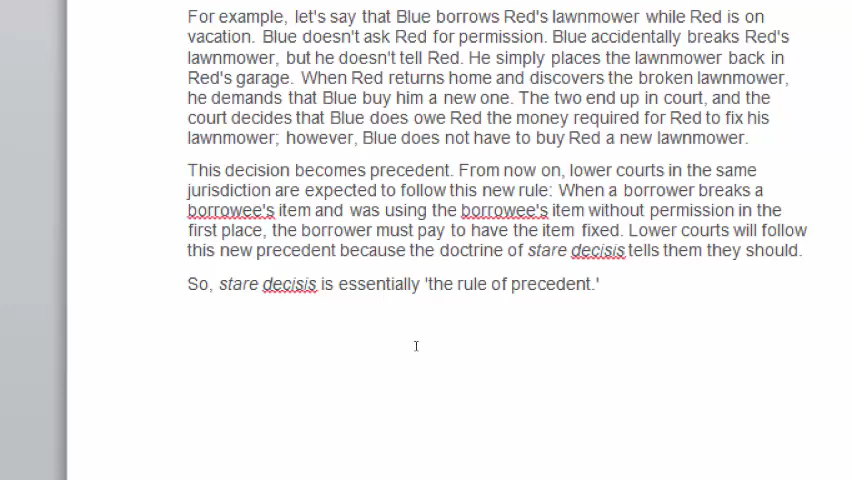 For example, let's say that Blue borrows Red's lawnmower while Red is on
vacation. Blue doesn't ask Red for permission. Blue accidentally breaks Red's
lawnmower, but he doesn't tell Red. He simply places the lawnmower back in
Red's garage. When Red returns home and discovers the broken lawnmower,
he demands that Blue buy him a new one. The two end up in court, and the
court decides that Blue does owe Red the money required for Red to fix his
lawnmower; however, Blue does not have to buy Red a new lawnmower.
This decision becomes precedent. From now on, lower courts in the same
jurisdiction are expected to follow this new rule: When a borrower breaks a
borrowee's item and was using the borrowee's item without permission in the
first place, the borrower must pay to have the item fixed. Lower courts will follow
this new precedent because the doctrine of stare decisis tells them they should.
So, stare decisis is essentially 'the rule of precedent.'